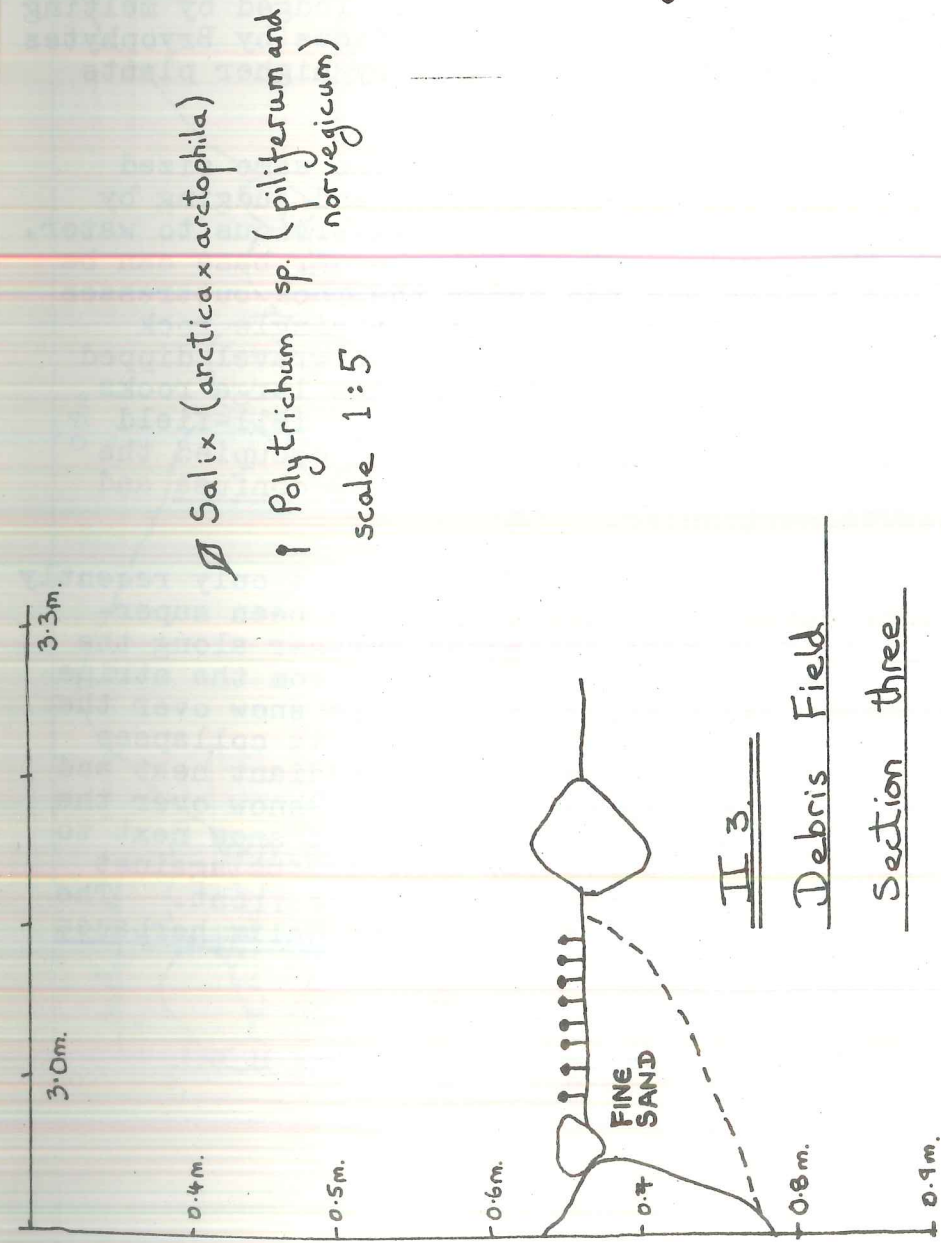 Salix (arctica x arctophila)
Polytrichum sp. (piliferum and
norvegicum)
scale 1:5
3.0m.
3.3m.
0.4m.
0.5m.
0.6m.
0.7
0.8m.
0.9m.
FINE
SAND
II 3.
Debris Field
Section three